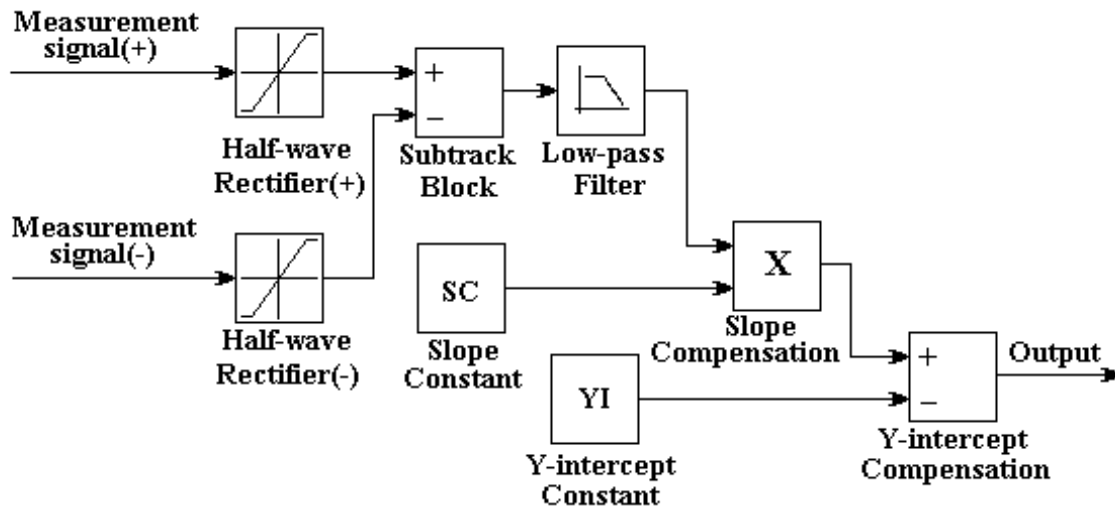 Measurement
signal(+)
+
−
Half-wave
Rectifier(+)
Subtrack
Block
Low-pass
Filter
Measurement
signal(-)
Half-wave
Rectifier(-)
SC
Slope
Constant
X
Slope
Compensation
YI
Y-intercept
Constant
+
−
Output
Y-intercept
Compensation